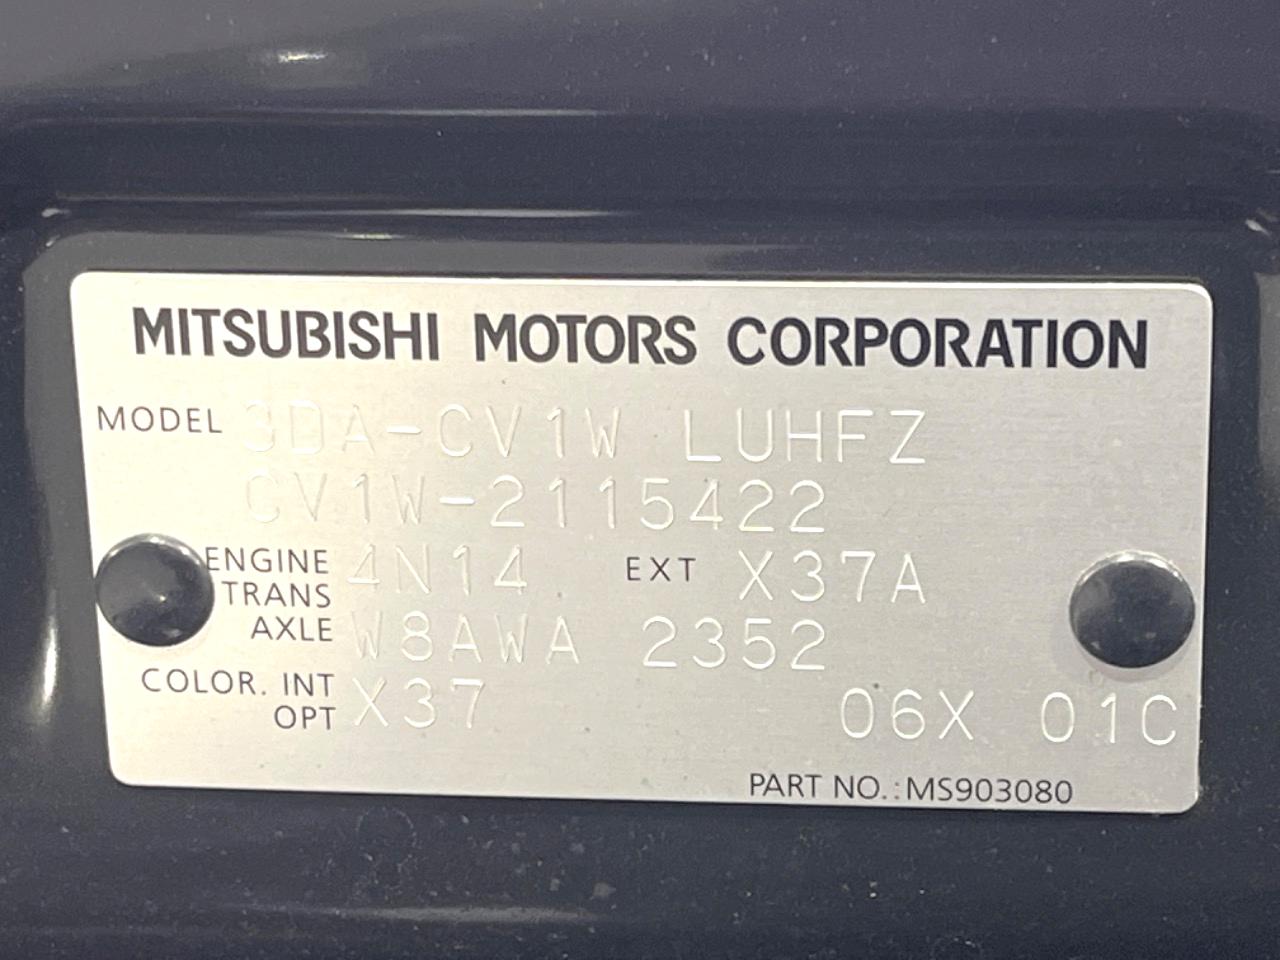 MITSUBISHI MOTORS CORPORATION
MODEL 3DA-CV1W LUHFZ
CV1W-2115422
ENGINE 4N14 EXT X37A
TRANS
AXLE W8AWA 2352
COLOR. INT X37
OPT 06X 01C
PART NO.:MS903080